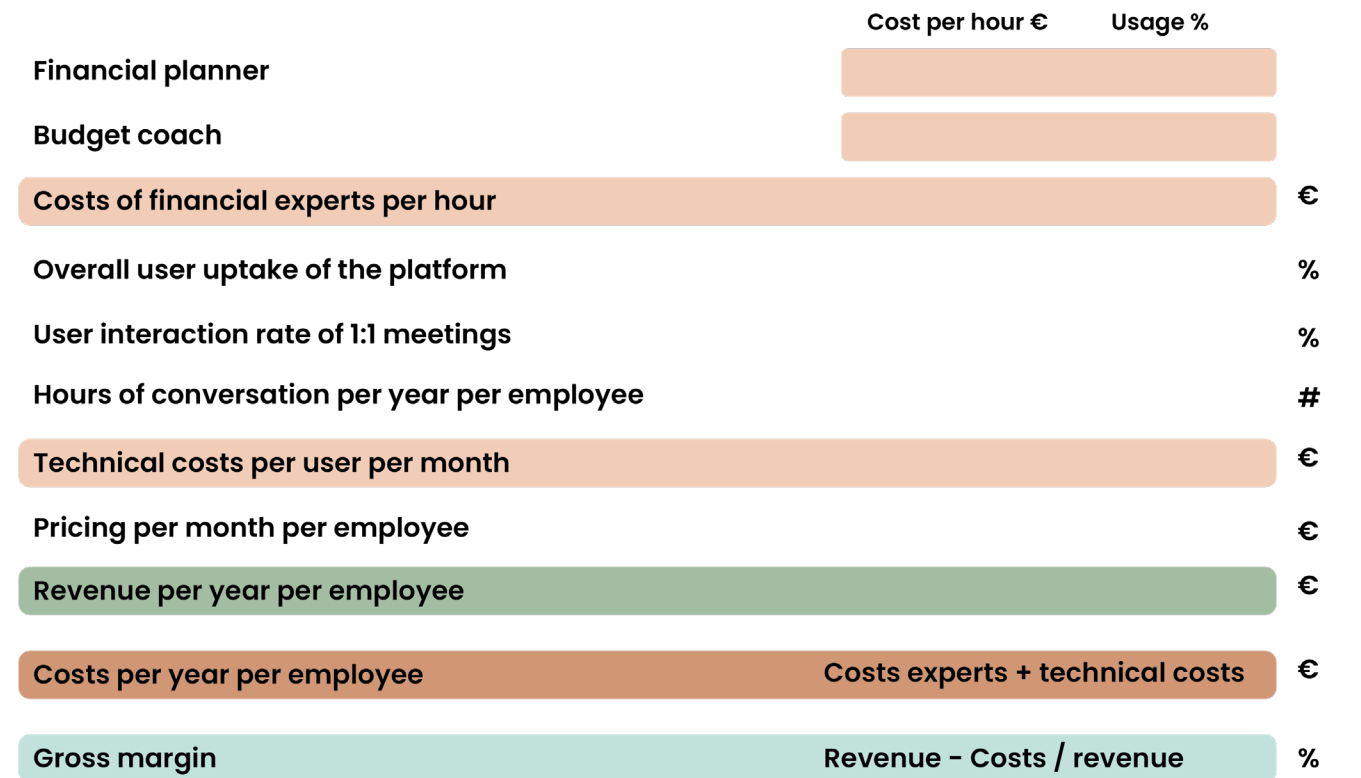 Cost per hour € Usage %
Financial planner
Budget coach
Costs of financial experts per hour €
Overall user uptake of the platform %
User interaction rate of 1:1 meetings %
Hours of conversation per year per employee #
Technical costs per user per month €
Pricing per month per employee €
Revenue per year per employee €
Costs per year per employee Costs experts + technical costs €
Gross margin Revenue - Costs / revenue %